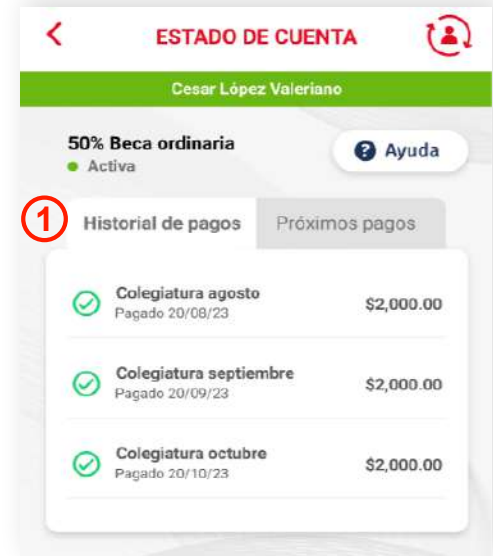 ESTADO DE CUENTA
Cesar López Valeriano
50% Beca ordinaria
Activa
? Ayuda
1 Historial de pagos Próximos pagos
Colegiatura agosto
Pagado 20/08/23
$2,000.00
Colegiatura septiembre
Pagado 20/09/23
$2,000.00
Colegiatura octubre
Pagado 20/10/23
$2,000.00